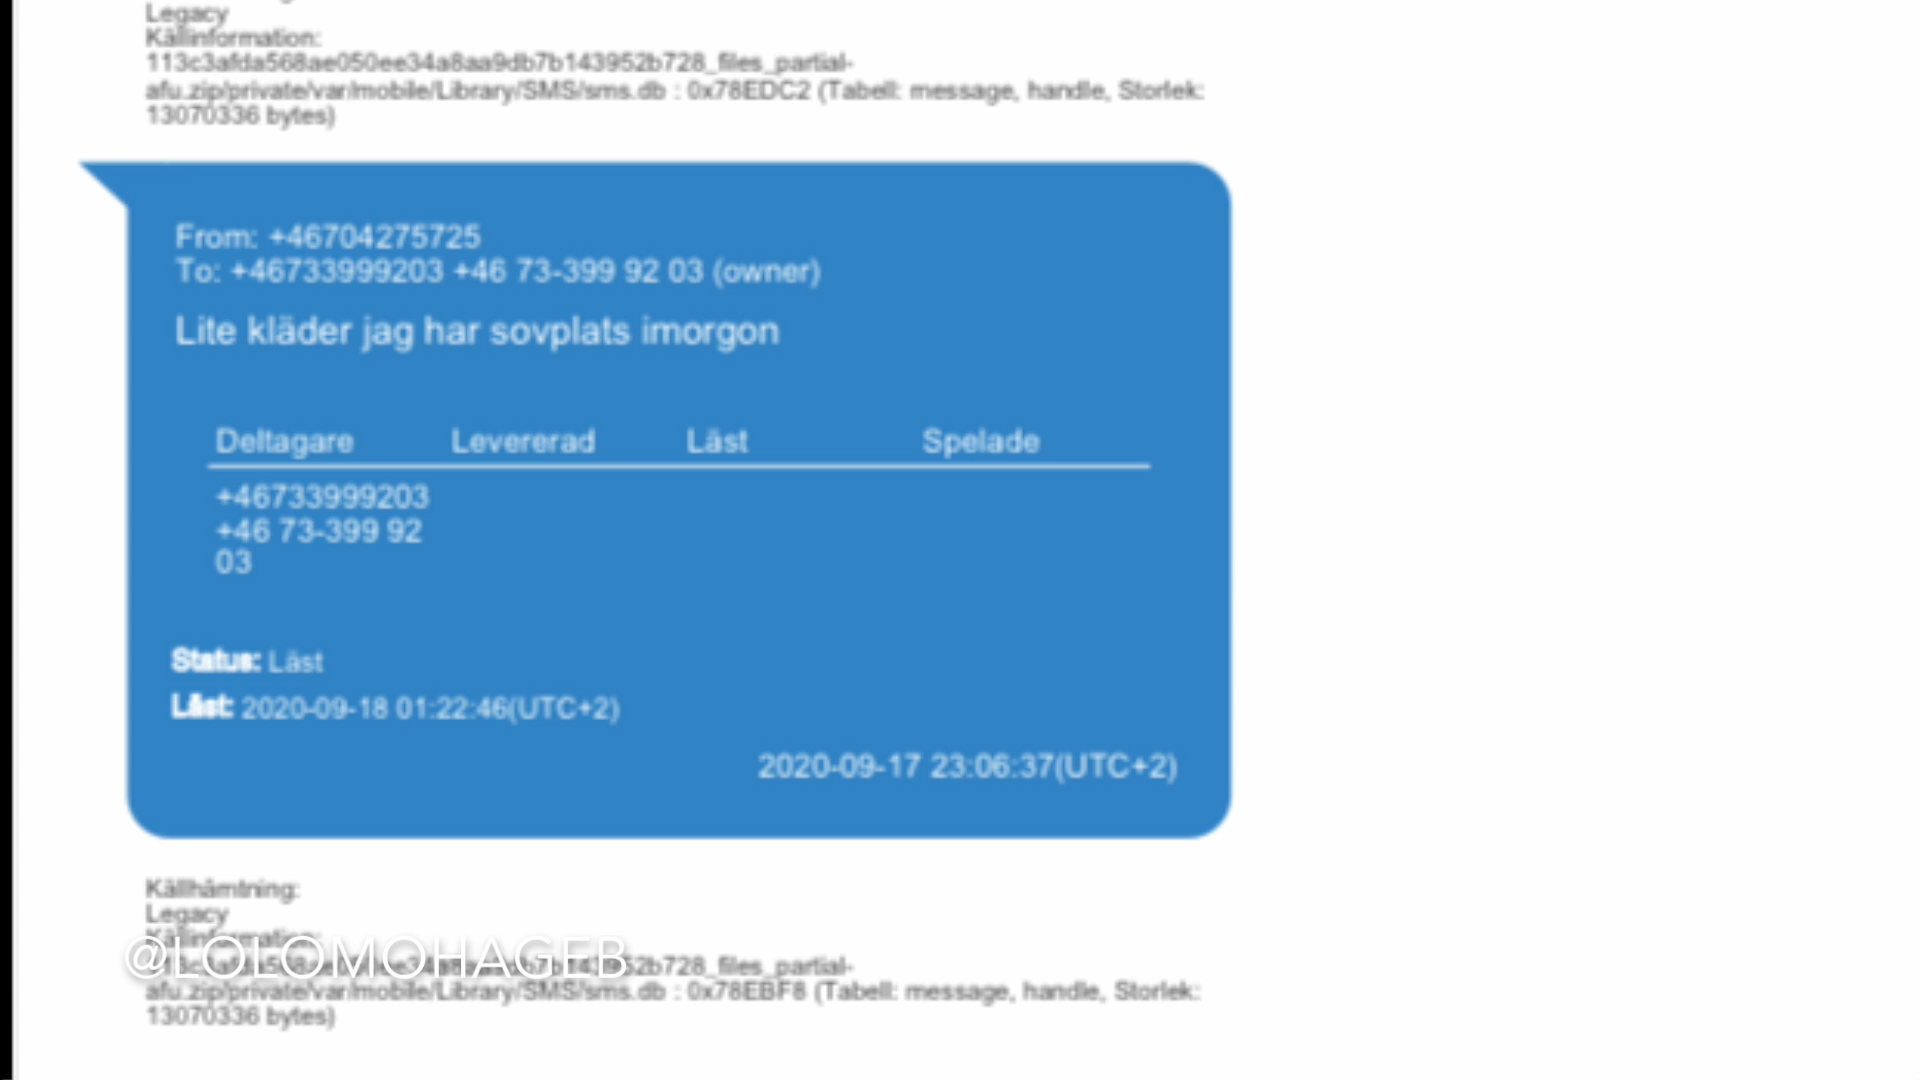 Legacy
Källinformation:
113c3afda568ae050ee34a8aa9db7b143952b728_files_partial-
afu.zip/private/var/mobile/Library/SMS/sms.db : 0x78EDC2 (Tabell: message, handle, Storlek:
13070336 bytes)
From: +46704275725
To: +46733999203 +46 73-399 92 03 (owner)
Lite kläder jag har sovplats imorgon
Deltagare Levererad Läst Spelade
+46733999203
+46 73-399 92
03
Status: Läst
Läst: 2020-09-18 01:22:46(UTC+2)
2020-09-17 23:06:37(UTC+2)
Källhämtning:
Legacy
Källinformation:
@LOLOMOHAGEB
113c3afda568ae050ee34a8aa9db7b143952b728_files_partial-
afu.zip/private/var/mobile/Library/SMS/sms.db : 0x78EBF8 (Tabell: message, handle, Storlek:
13070336 bytes)